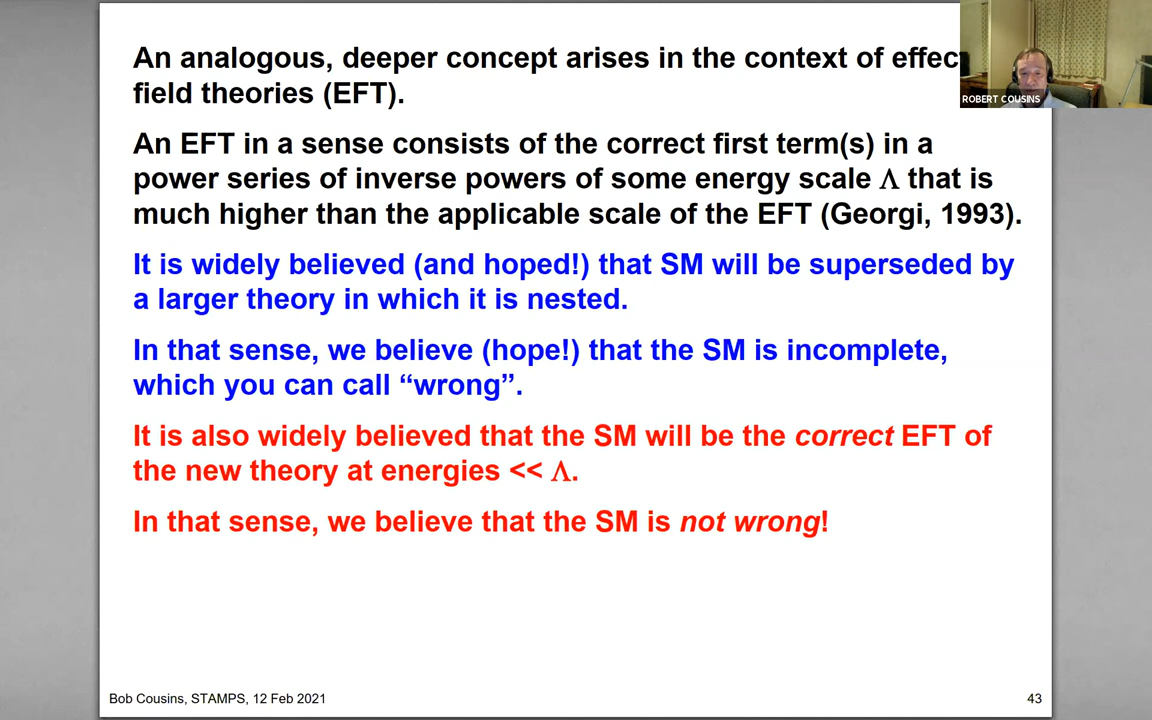 An analogous, deeper concept arises in the context of
field theories (EFT).
An EFT in a sense consists of the correct first term(s) in a
power series of inverse powers of some energy scale Λ that is
much higher than the applicable scale of the EFT (Georgi, 1993).
It is widely believed (and hoped!) that SM will be superseded by
a larger theory in which it is nested.
In that sense, we believe (hope!) that the SM is incomplete,
which you can call “wrong”.
It is also widely believed that the SM will be the correct EFT of
the new theory at energies << Λ.
In that sense, we believe that the SM is not wrong!
ROBERT COUSINS
Bob Cousins, STAMPS, 12 Feb 2021
43